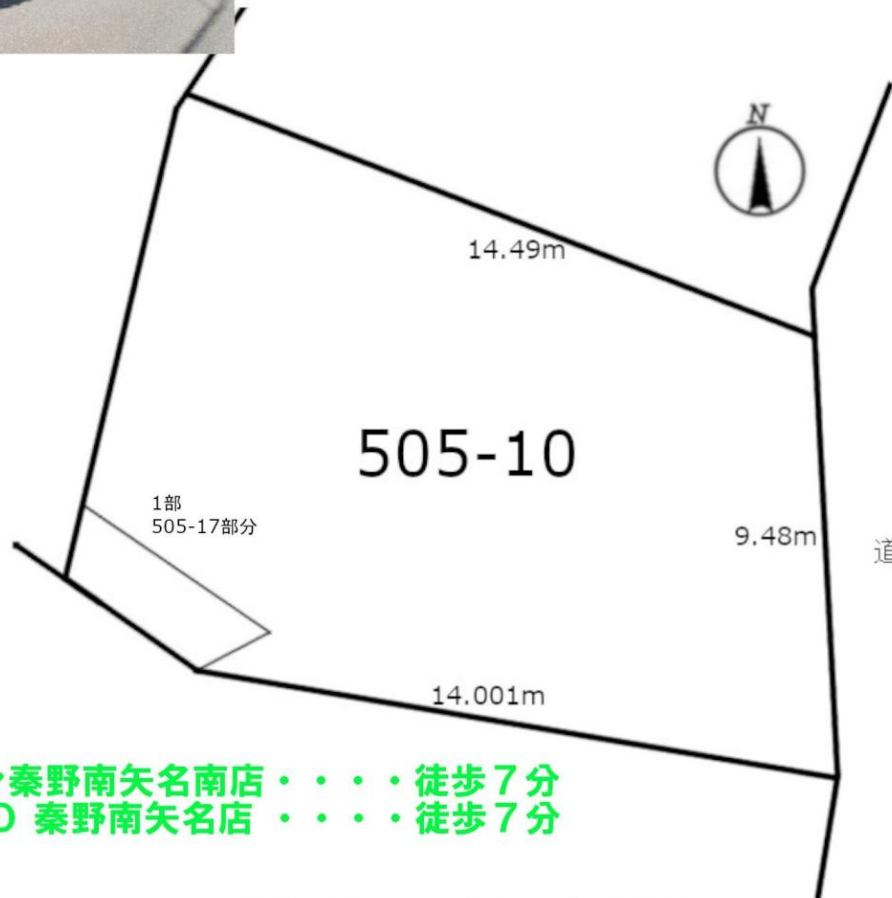 N
14.49m
505-10
1部
505-17部分
9.48m
道
14.001m
秦野南矢名南店・・・・徒歩７分
秦野南矢名店 ・・・・徒歩７分